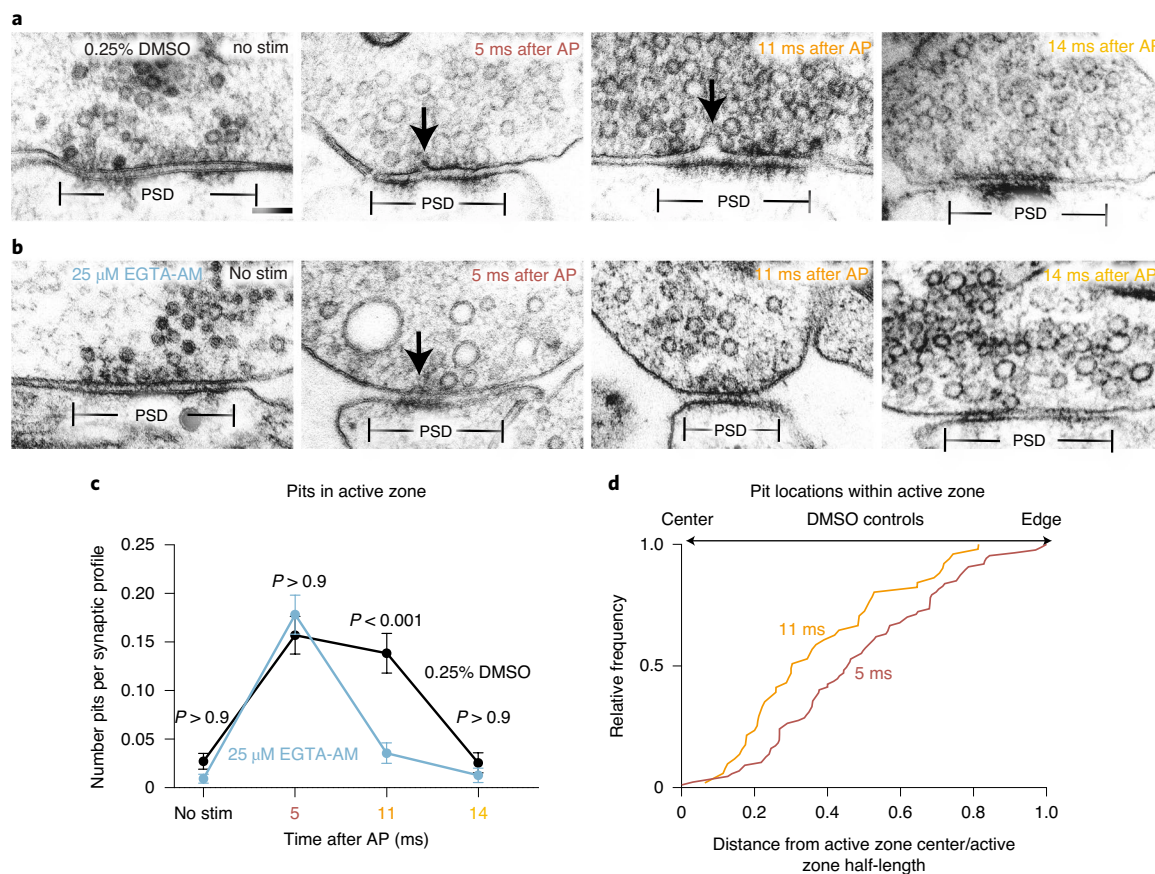 a
0.25% DMSO no stim
5 ms after AP
11 ms after AP
14 ms after AP
PSD
PSD
PSD
PSD
b
25 μM EGTA-AM No stim
5 ms after AP
11 ms after AP
14 ms after AP
PSD
PSD
PSD
PSD
c
Pits in active zone
Number pits per synaptic profile
0.25
0.20
0.15
0.10
0.05
0
P > 0.9
P > 0.9
P < 0.001
P > 0.9
0.25% DMSO
25 μM EGTA-AM
No stim 5 11 14
Time after AP (ms)
d
Pit locations within active zone
Center DMSO controls Edge
Relative frequency
1.0
0.5
0
11 ms
5 ms
0 0.2 0.4 0.6 0.8 1.0
Distance from active zone center/active
zone half-length